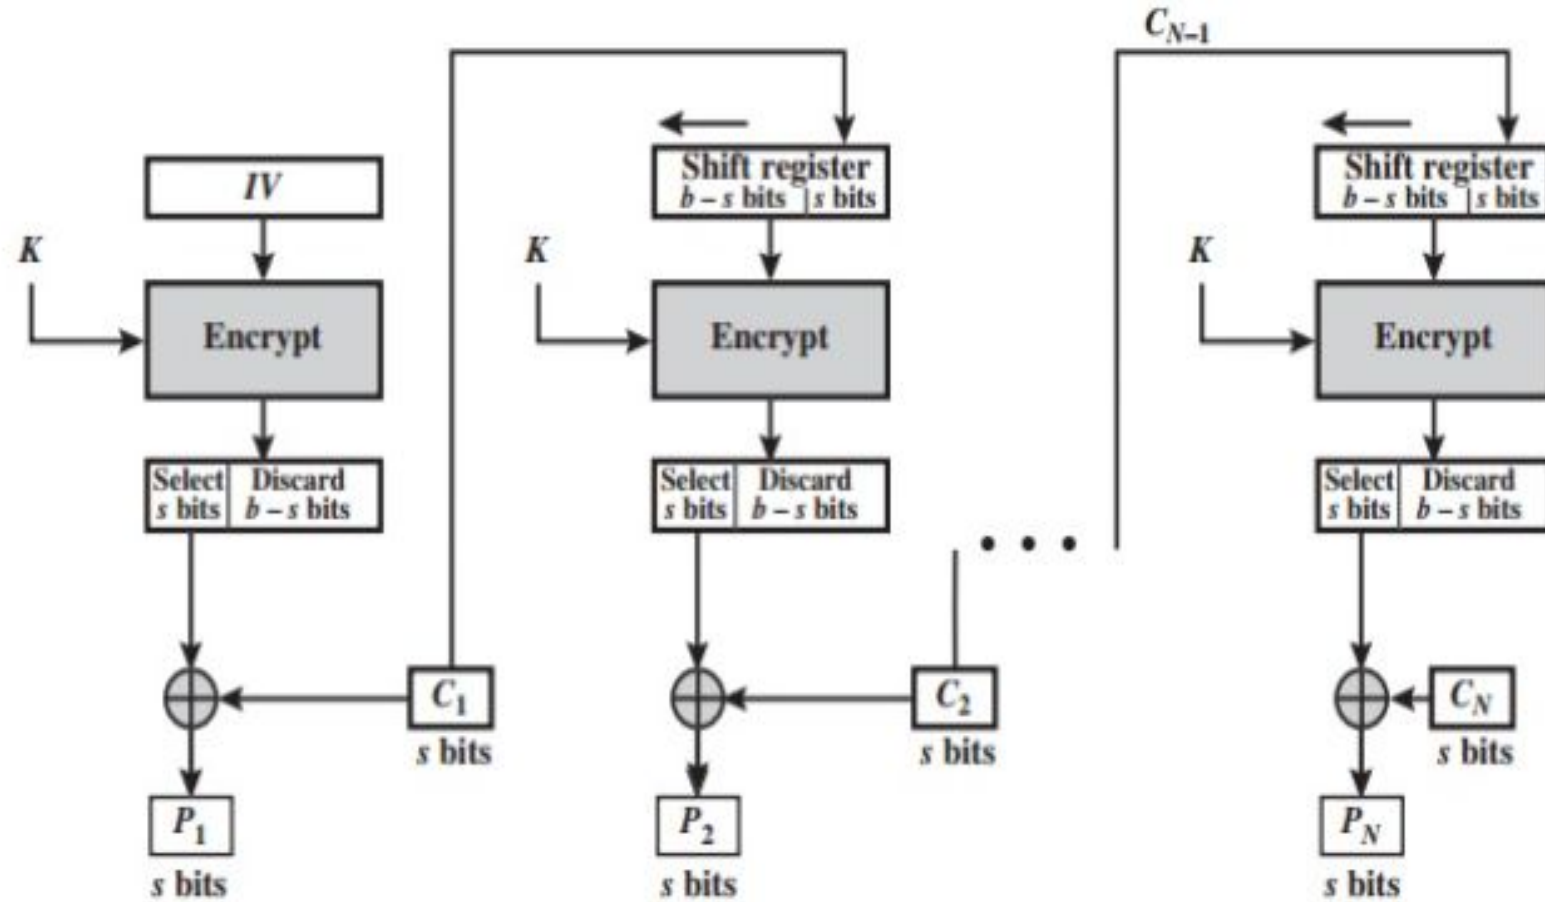 C_{N-1}
IV
Shift register
b – s bits | s bits
Shift register
b – s bits | s bits
K
K
K
Encrypt
Encrypt
Encrypt
Select
s bits
Discard
b – s bits
Select
s bits
Discard
b – s bits
Select
s bits
Discard
b – s bits
• • •
C_1
s bits
C_2
s bits
C_N
s bits
P_1
s bits
P_2
s bits
P_N
s bits